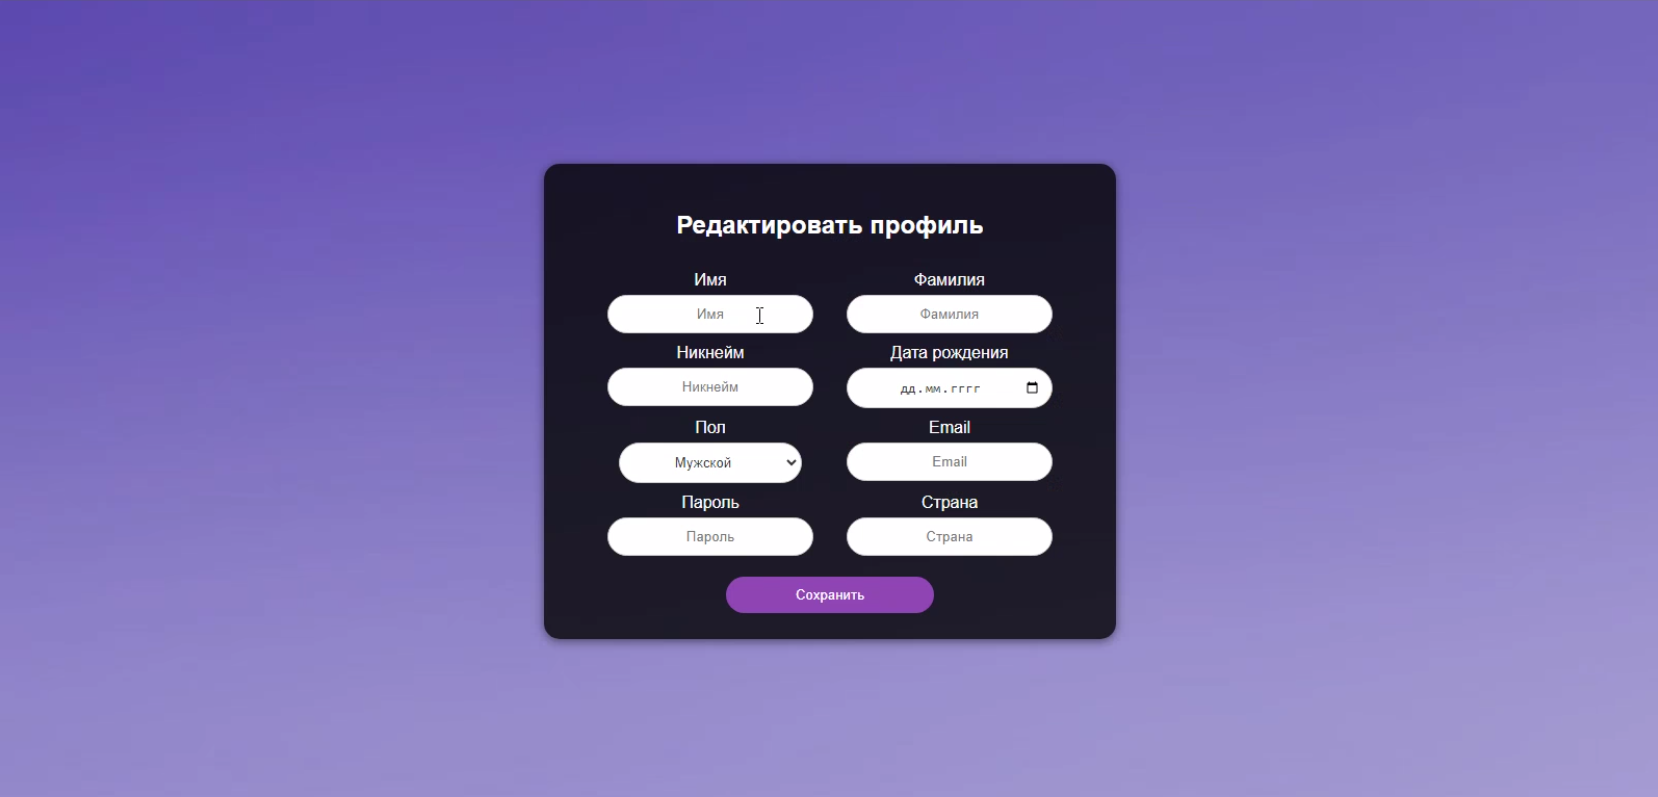 Редактировать профиль
Имя
Фамилия
Имя
Фамилия
Никнейм
Дата рождения
Никнейм
дд.мм.гггг
Пол
Email
Мужской
Email
Пароль
Страна
Пароль
Страна
Сохранить